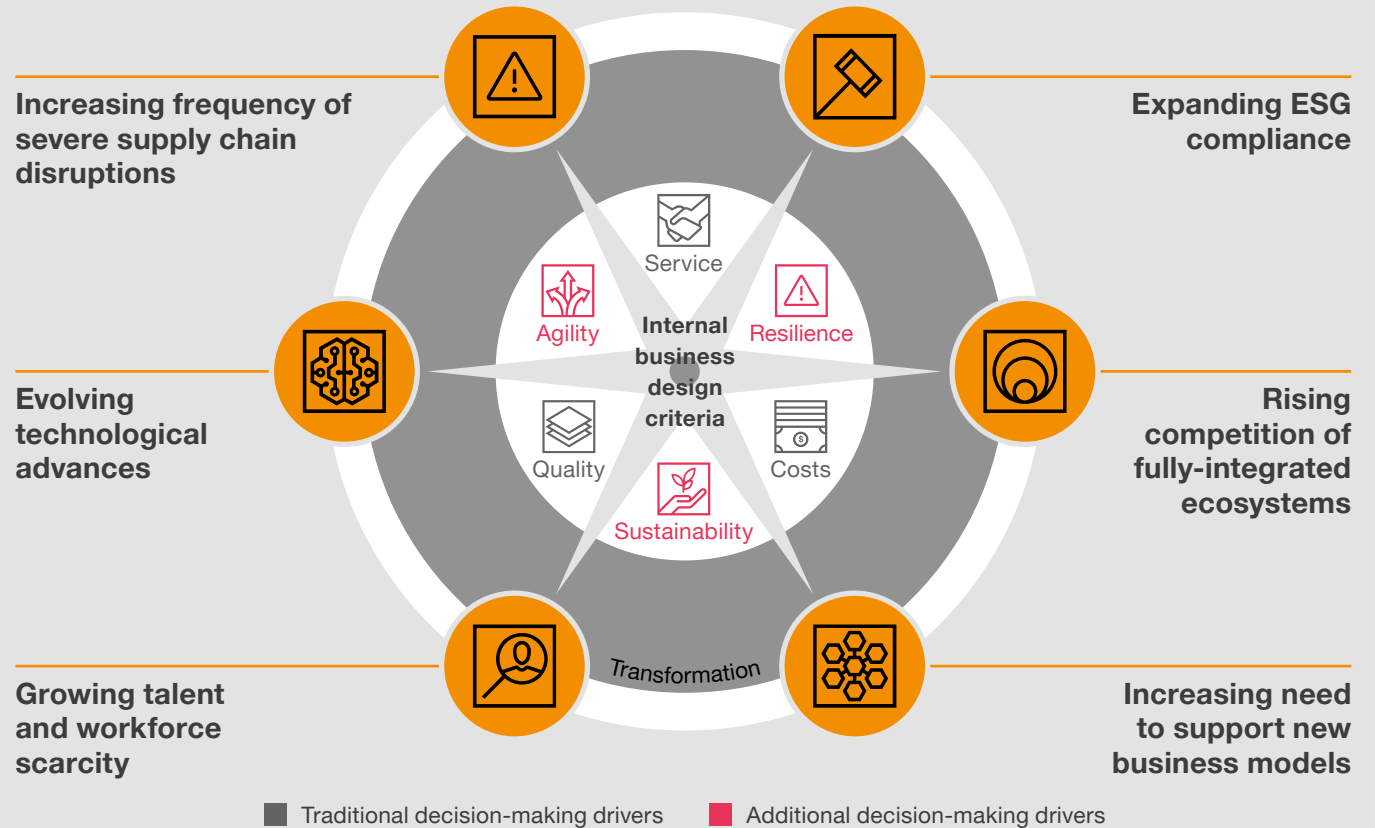 Increasing frequency of
severe supply chain
disruptions
Expanding ESG
compliance
Service
Agility
Resilience
Internal
business
design
criteria
Evolving
technological
advances
Rising
competition of
fully-integrated
ecosystems
Quality
Costs
Sustainability
Transformation
Growing talent
and workforce
scarcity
Increasing need
to support new
business models
Traditional decision-making drivers
Additional decision-making drivers